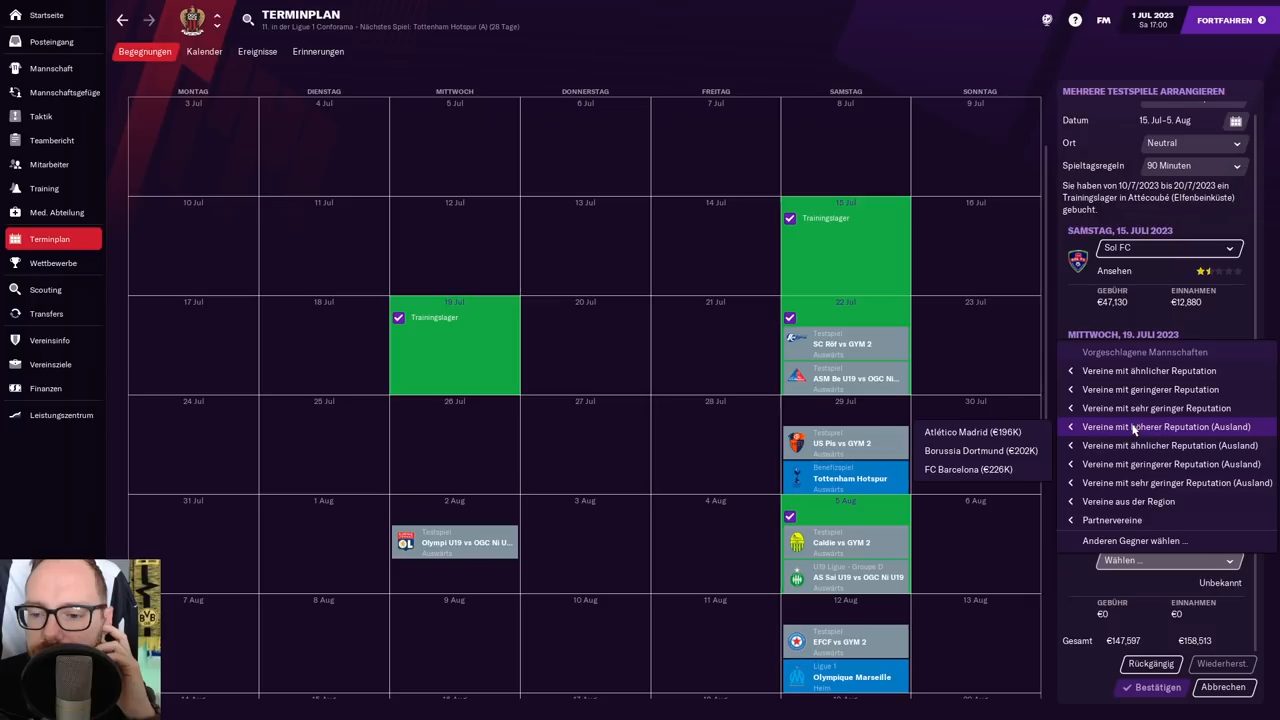 Startseite
Posteingang
Mannschaft
Mannschaftsgefüge
Taktik
Teambericht
Mitarbeiter
Training
Med. Abteilung
Terminplan
Wettbewerbe
Scouting
Transfers
Vereinsinfo
Vereinsziele
Finanzen
Leistungszentrum
TERMINPLAN
11. in der Ligue 1 Conforama - Nächstes Spiel: Tottenham Hotspur (A) (28 Tage)
FM
1 JUL 2023
Sa 17:00
FORTFAHREN
Begegnungen
Kalender
Ereignisse
Erinnerungen
MONTAG DIENSTAG MITTWOCH DONNERSTAG FREITAG SAMSTAG SONNTAG
3 Jul 4 Jul 5 Jul 6 Jul 7 Jul 8 Jul 9 Jul
10 Jul 11 Jul 12 Jul 13 Jul 14 Jul 15 Jul 16 Jul
Trainingslager
17 Jul 18 Jul 19 Jul 20 Jul 21 Jul 22 Jul 23 Jul
Trainingslager
Testspiel
SC Röf vs GYM 2
Auswärts
Testspiel
ASM Be U19 vs OGC Ni...
Auswärts
24 Jul 25 Jul 26 Jul 27 Jul 28 Jul 29 Jul 30 Jul
Testspiel
US Pis vs GYM 2
Auswärts
Benefizspiel
Tottenham Hotspur
Auswärts
31 Jul 1 Aug 2 Aug 3 Aug 4 Aug 5 Aug 6 Aug
Testspiel
Olympi U19 vs OGC Ni U...
Auswärts
Testspiel
Caldie vs GYM 2
Auswärts
U19 Ligue - Groupe D
AS Sai U19 vs OGC Ni U19
Auswärts
7 Aug 8 Aug 9 Aug 10 Aug 11 Aug 12 Aug 13 Aug
Testspiel
EFCF vs GYM 2
Auswärts
Ligue 1
Olympique Marseille
Heim
MEHRERE TESTSPIELE ARRANGIEREN
Datum 15. Jul-5. Aug
Ort Neutral
Spieltagsregeln 90 Minuten
Sie haben von 10/7/2023 bis 20/7/2023 ein
Trainingslager in Attécoubé (Elfenbeinküste)
gebucht.
SAMSTAG, 15. JULI 2023
Sol FC
Ansehen
GEBÜHR EINNAHMEN
€47,130 €12,880
MITTWOCH, 19. JULI 2023
Vorgeschlagene Mannschaften
Vereine mit ähnlicher Reputation
Vereine mit geringerer Reputation
Vereine mit sehr geringer Reputation
Vereine mit höherer Reputation (Ausland)
Vereine mit ähnlicher Reputation (Ausland)
Vereine mit geringerer Reputation (Ausland)
Vereine mit sehr geringer Reputation (Ausland)
Vereine aus der Region
Partnervereine
Anderen Gegner wählen ...
Atlético Madrid (€196K)
Borussia Dortmund (€202K)
FC Barcelona (€226K)
Wählen ...
Unbekannt
GEBÜHR EINNAHMEN
€0 €0
Gesamt €147,597 €158,513
Rückgängig Wiederherst.
Bestätigen Abbrechen
BVB